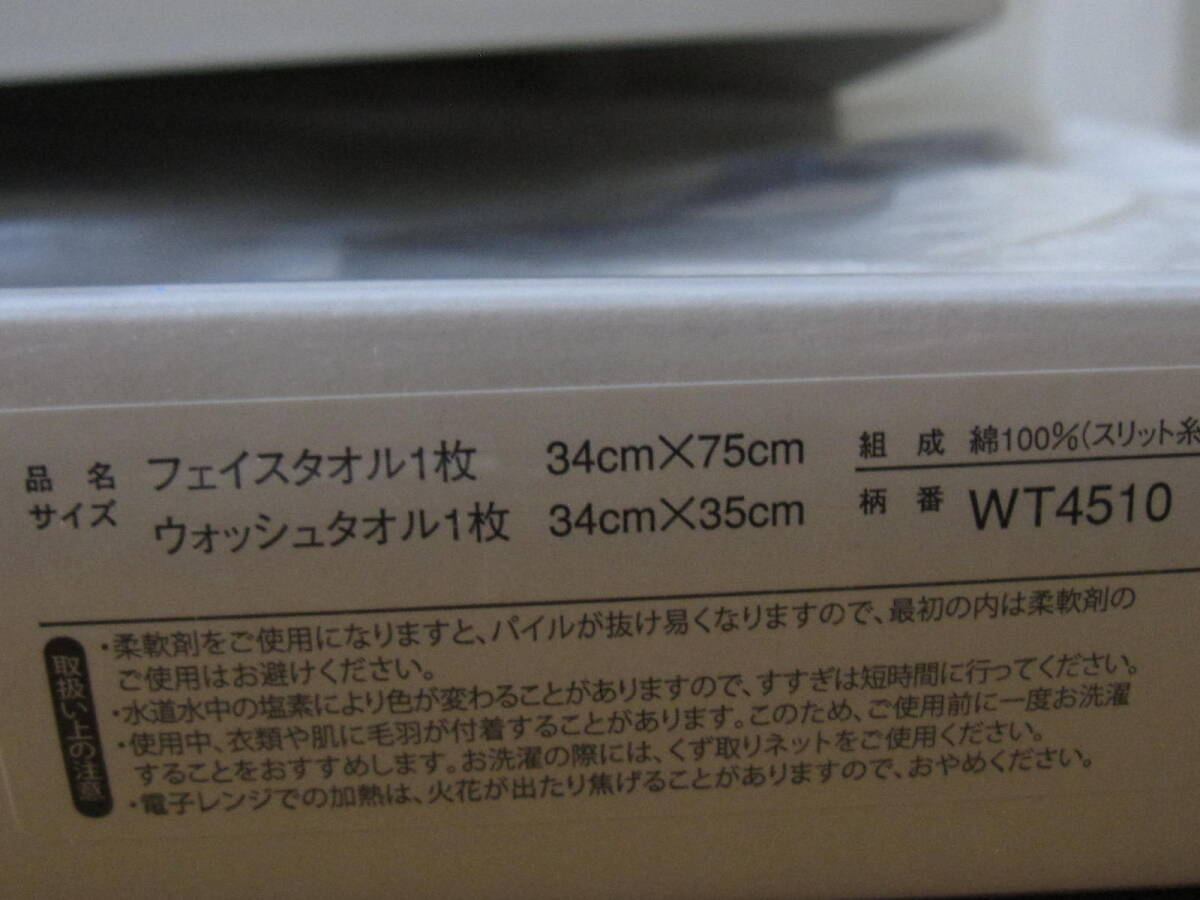 品 名 フェイスタオル1枚 34cm×75cm
サイズ ウォッシュタオル1枚 34cm×35cm
組 成 綿100%(スリット糸
柄 番 WT4510
取扱い上の注意
・柔軟剤をご使用になりますと、パイルが抜け易くなりますので、最初の内は柔軟剤の
ご使用はお避けください。
・水道水中の塩素により色が変わることがありますので、すすぎは短時間に行ってください。
・使用中、衣類や肌に毛羽が付着することがあります。このため、ご使用前に一度お洗濯
することをおすすめします。お洗濯の際には、くず取りネットをご使用ください。
・電子レンジでの加熱は、火花が出たり焦げることがありますので、おやめください。